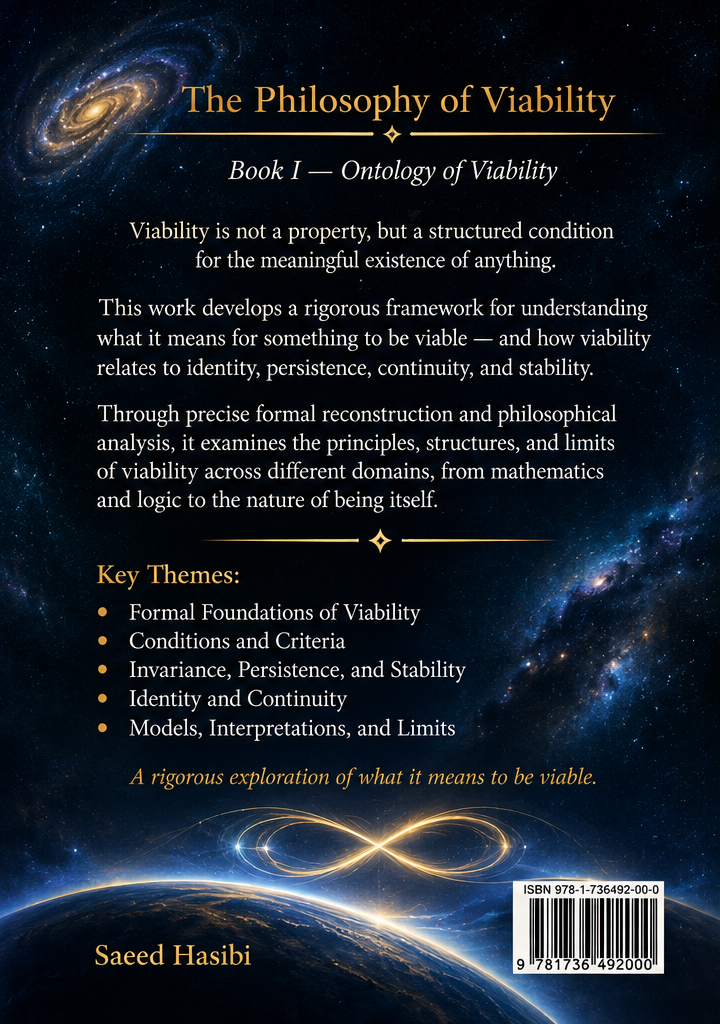 The Philosophy of Viability
Book I — Ontology of Viability
Viability is not a property, but a structured condition
for the meaningful existence of anything.
This work develops a rigorous framework for understanding
what it means for something to be viable — and how viability
relates to identity, persistence, continuity, and stability.
Through precise formal reconstruction and philosophical
analysis, it examines the principles, structures, and limits
of viability across different domains, from mathematics
and logic to the nature of being itself.
Key Themes:
• Formal Foundations of Viability
• Conditions and Criteria
• Invariance, Persistence, and Stability
• Identity and Continuity
• Models, Interpretations, and Limits
A rigorous exploration of what it means to be viable.
ISBN 978-1-736492-00-0
9 781736 492000
Saeed Hasibi